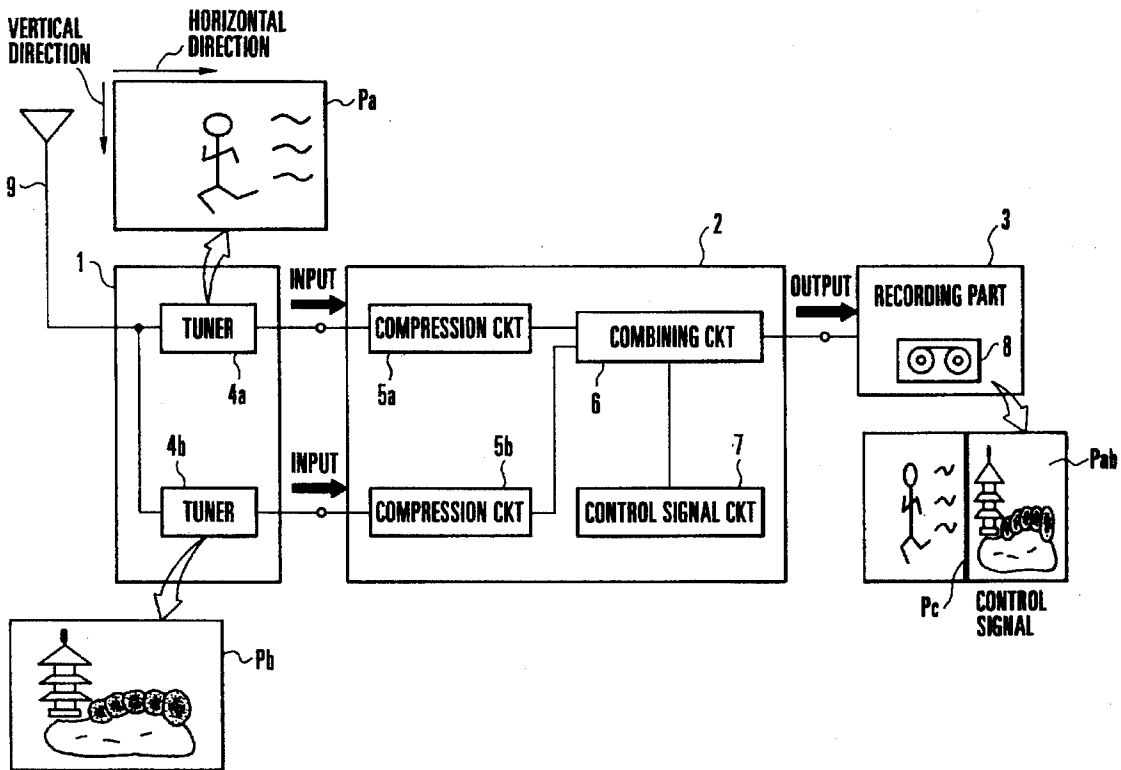 VERTICAL
DIRECTION
HORIZONTAL
DIRECTION
Pa
9
1
INPUT
2
OUTPUT
3
RECORDING PART
8
TUNER
4a
COMPRESSION CKT
5a
COMBINING CKT
6
4b
TUNER
INPUT
5b
COMPRESSION CKT
7
CONTROL SIGNAL CKT
Pab
Pc
CONTROL
SIGNAL
Pb